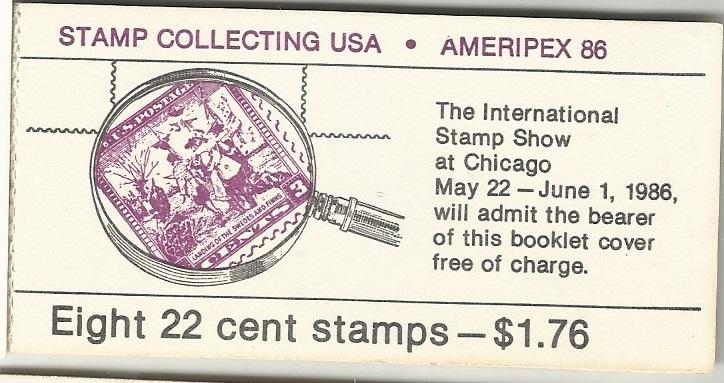 STAMP COLLECTING USA • AMERIPEX 86
U.S. POSTAGE
3
LANDING OF THE SWEDES AND FINNS
CENTS
The International
Stamp Show
at Chicago
May 22 – June 1, 1986,
will admit the bearer
of this booklet cover
free of charge.
Eight 22 cent stamps – $1.76